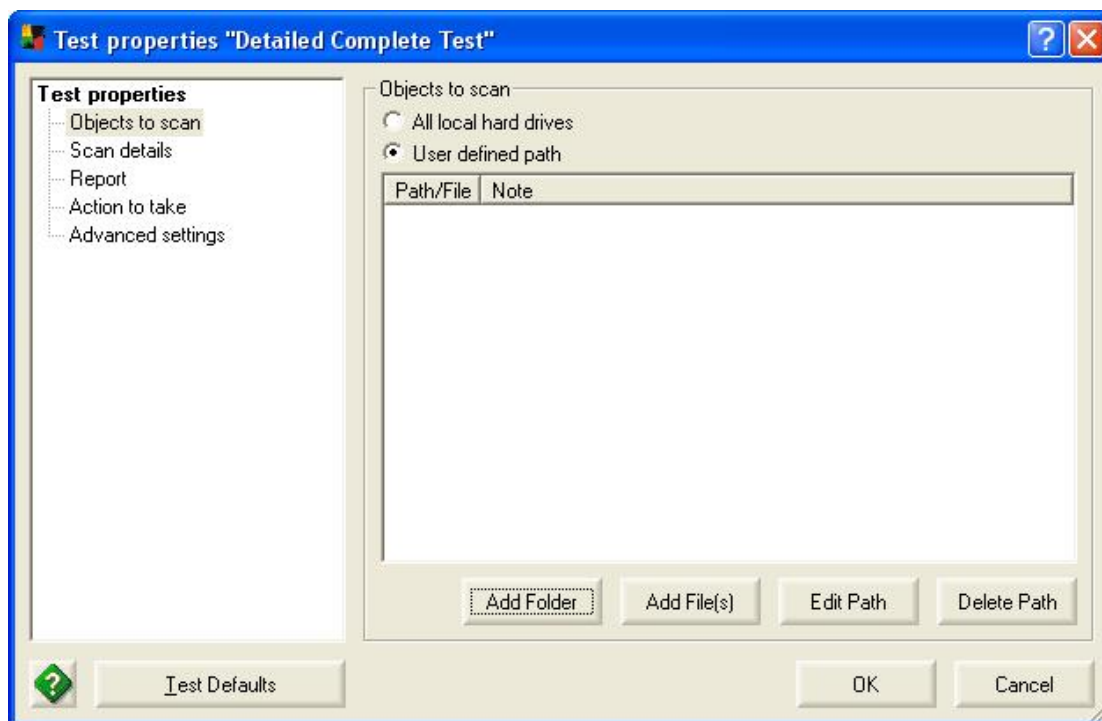 Test properties "Detailed Complete Test"
Test properties
Objects to scan
Scan details
Report
Action to take
Advanced settings
Objects to scan
All local hard drives
User defined path
Path/File Note
Add Folder Add File(s) Edit Path Delete Path
Test Defaults OK Cancel